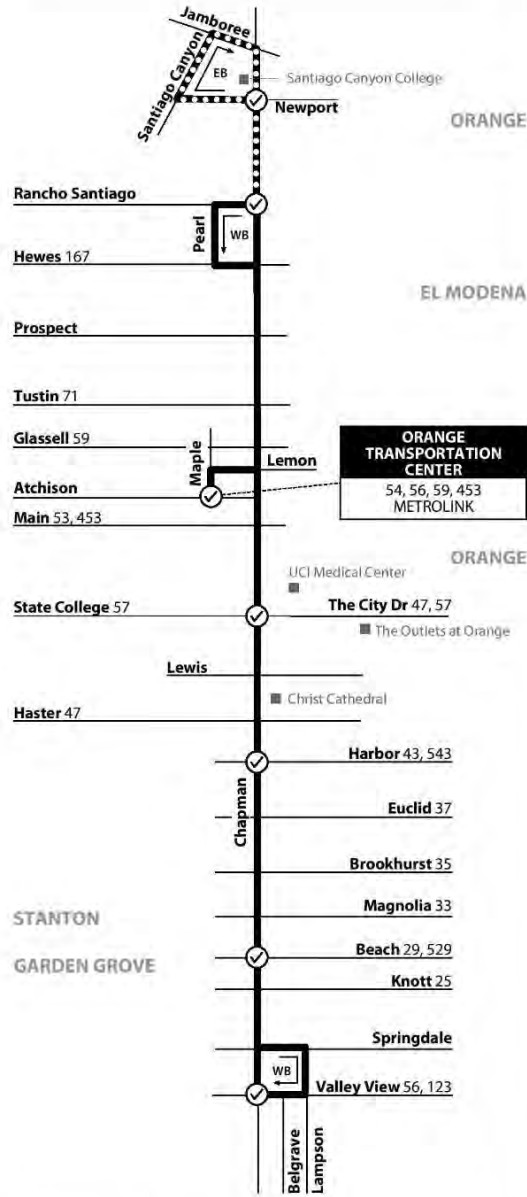 Jamboree
Santiago Canyon
EB
Santiago Canyon College
Newport
ORANGE
Rancho Santiago
Pearl
WB
Hewes 167
EL MODENA
Prospect
Tustin 71
Glassell 59
Maple
Lemon
ORANGE
TRANSPORTATION
CENTER
54, 56, 59, 453
METROLINK
Atchison
Main 53, 453
ORANGE
UCI Medical Center
State College 57
The City Dr 47, 57
The Outlets at Orange
Lewis
Christ Cathedral
Haster 47
Harbor 43, 543
Chapman
Euclid 37
Brookhurst 35
Magnolia 33
STANTON
Beach 29, 529
GARDEN GROVE
Knott 25
Springdale
WB
Valley View 56, 123
Belgrave
Lampson